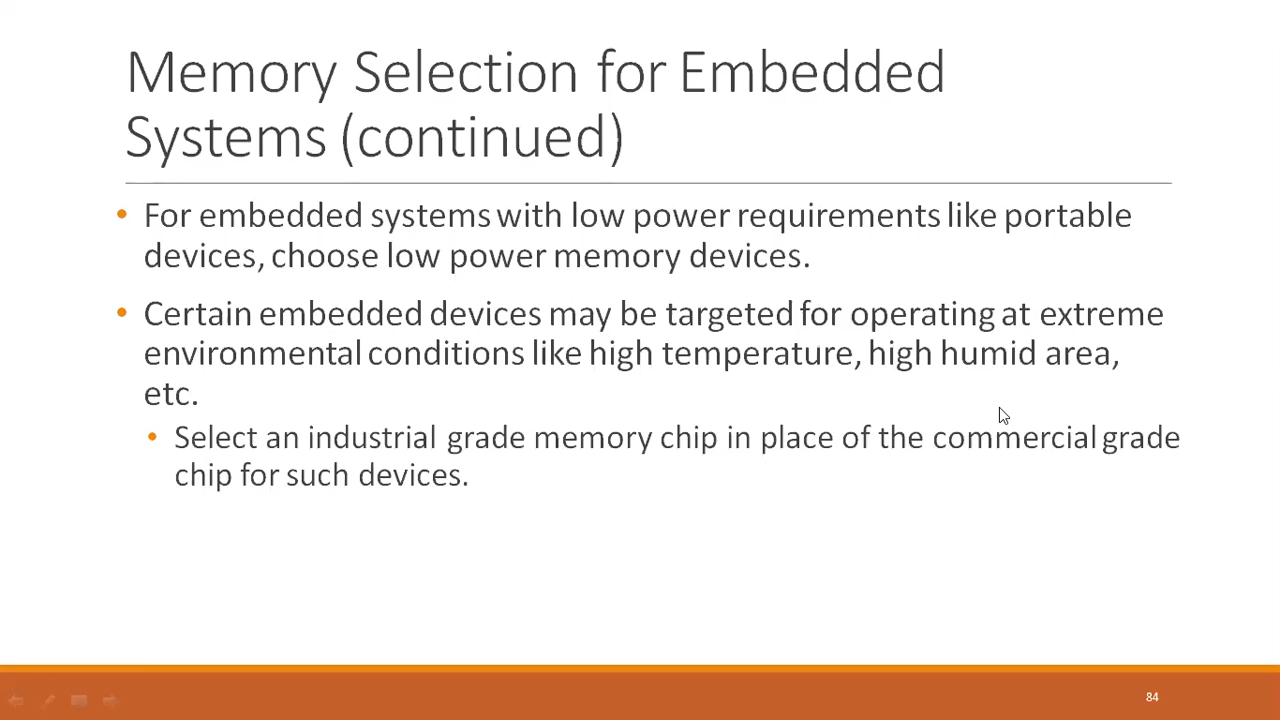 Memory Selection for Embedded
Systems (continued)
• For embedded systems with low power requirements like portable
devices, choose low power memory devices.
• Certain embedded devices may be targeted for operating at extreme
environmental conditions like high temperature, high humid area,
etc.
• Select an industrial grade memory chip in place of the commercial grade
chip for such devices.
84